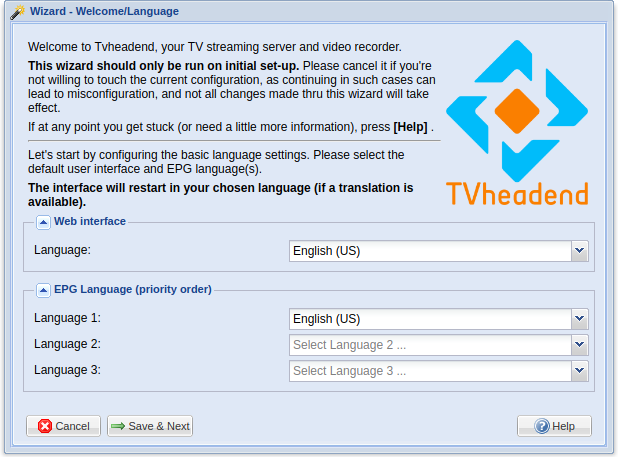 Wizard - Welcome/Language
Welcome to Tvheadend, your TV streaming server and video recorder.
This wizard should only be run on initial set-up. Please cancel it if you're
not willing to touch the current configuration, as continuing in such cases can
lead to misconfiguration, and not all changes made thru this wizard will take
effect.
If at any point you get stuck (or need a little more information), press [Help] .
Let's start by configuring the basic language settings. Please select the
default user interface and EPG language(s).
The interface will restart in your chosen language (if a translation is
available).
TVheadend
Web interface
Language:
English (US)
EPG Language (priority order)
Language 1:
English (US)
Language 2:
Select Language 2 ...
Language 3:
Select Language 3 ...
Cancel
Save & Next
Help